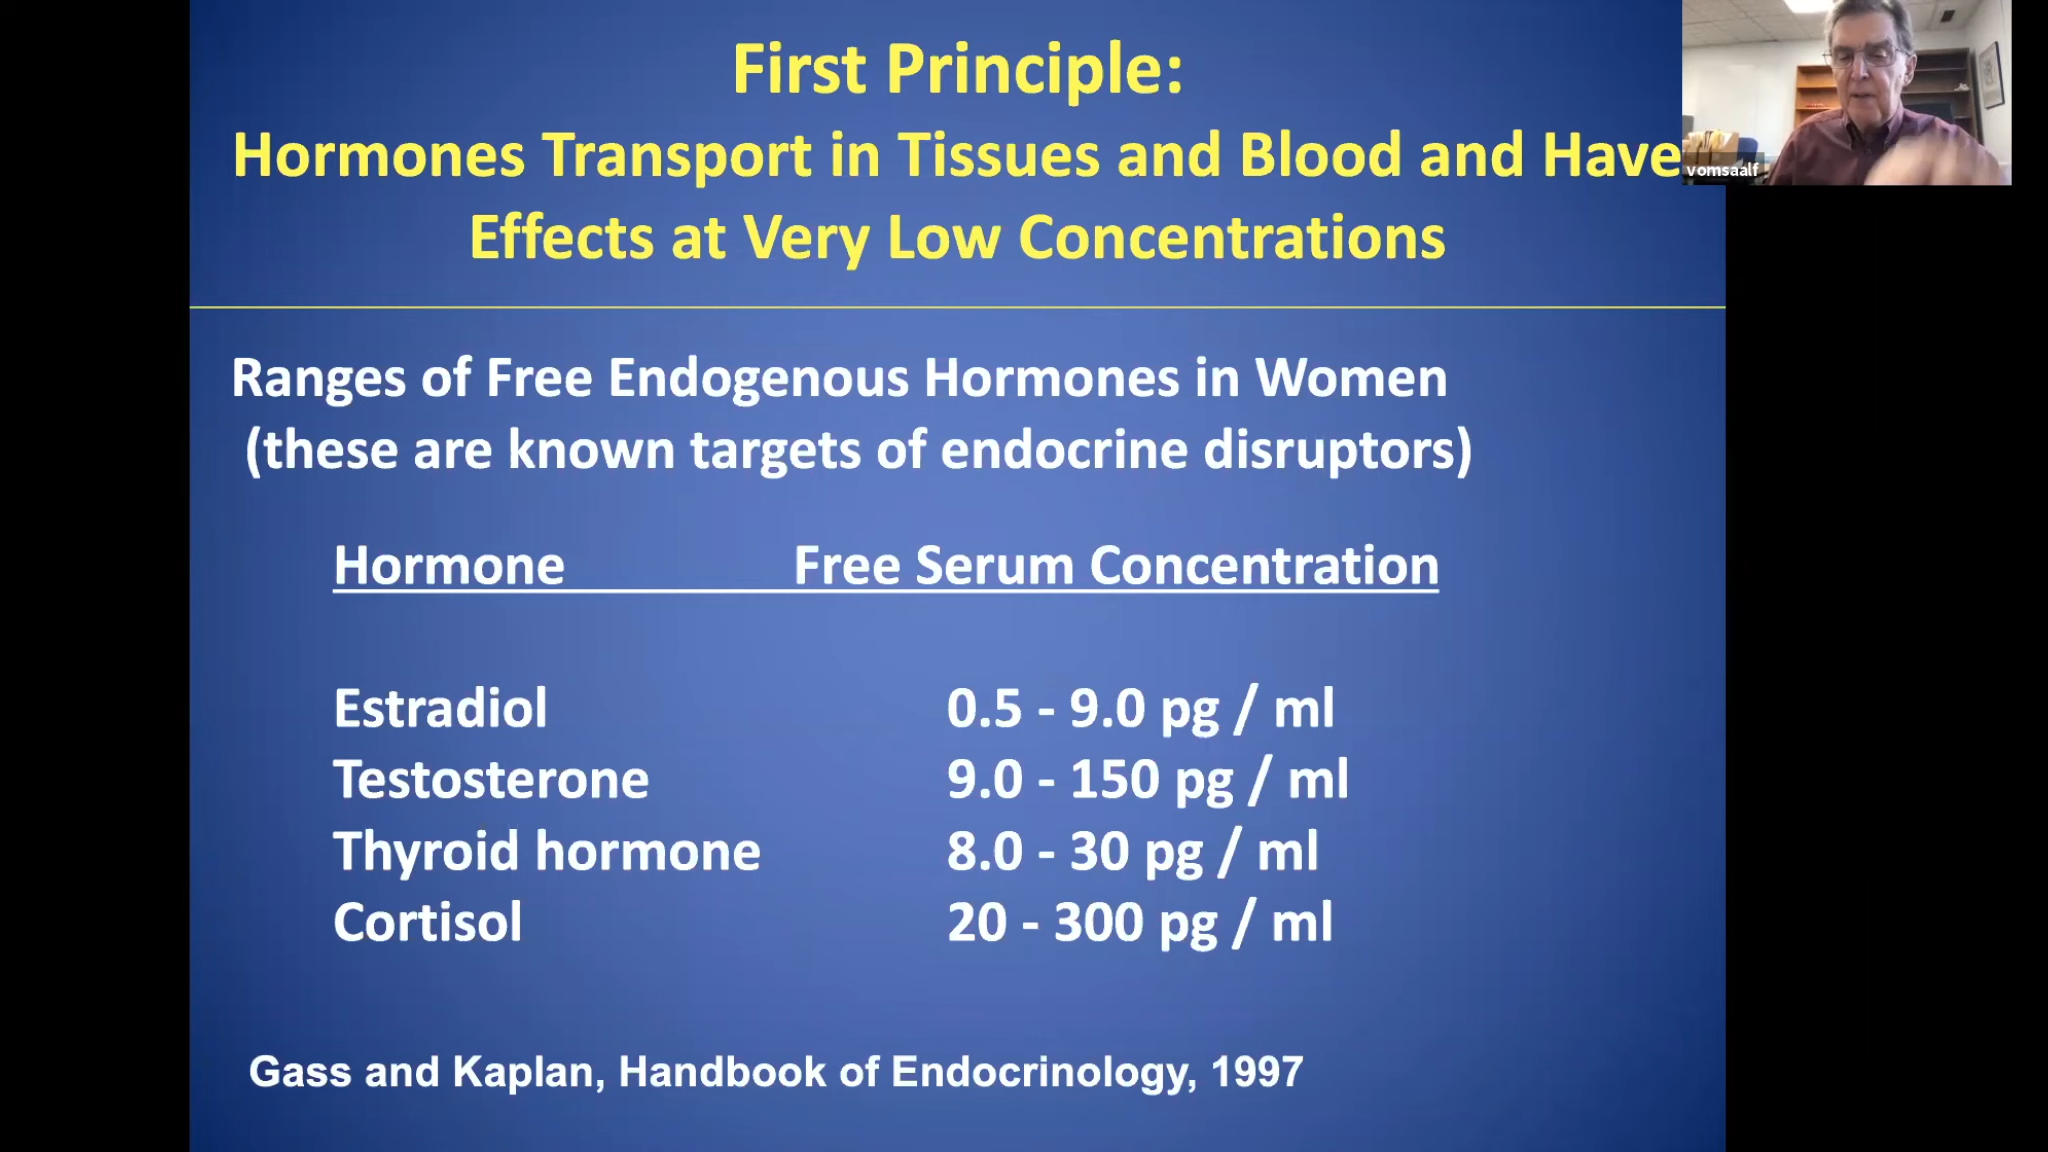 First Principle:
Hormones Transport in Tissues and Blood and Have
Effects at Very Low Concentrations
vomsaalf
Ranges of Free Endogenous Hormones in Women
(these are known targets of endocrine disruptors)
Hormone Free Serum Concentration
Estradiol 0.5 - 9.0 pg / ml
Testosterone 9.0 - 150 pg / ml
Thyroid hormone 8.0 - 30 pg / ml
Cortisol 20 - 300 pg / ml
Gass and Kaplan, Handbook of Endocrinology, 1997